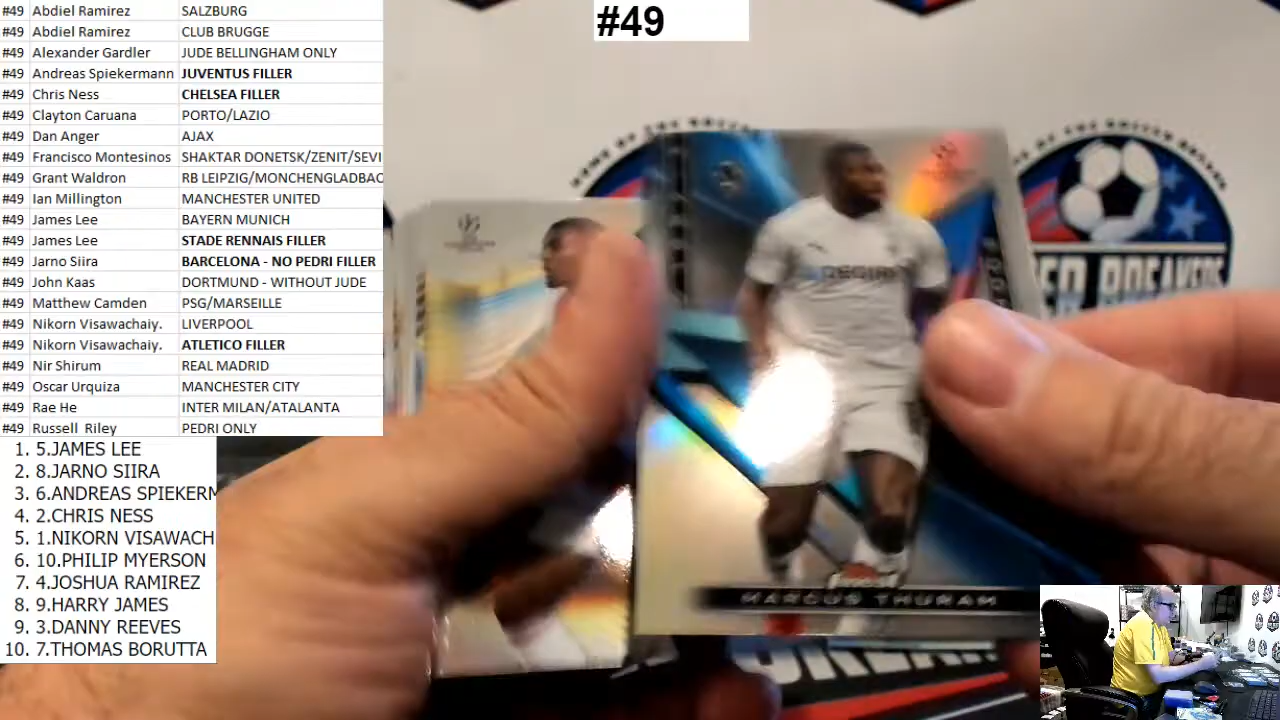 #49
#49 Abdiel Ramirez SALZBURG
#49 Abdiel Ramirez CLUB BRUGGE
#49 Alexander Gardler JUDE BELLINGHAM ONLY
#49 Andreas Spiekermann JUVENTUS FILLER
#49 Chris Ness CHELSEA FILLER
#49 Clayton Caruana PORTO/LAZIO
#49 Dan Anger AJAX
#49 Francisco Montesinos SHAKTAR DONETSK/ZENIT/SEVI
#49 Grant Waldron RB LEIPZIG/MONCHENGLADBAC
#49 Ian Millington MANCHESTER UNITED
#49 James Lee BAYERN MUNICH
#49 James Lee STADE RENNAIS FILLER
#49 Jarno Siira BARCELONA - NO PEDRI FILLER
#49 John Kaas DORTMUND - WITHOUT JUDE
#49 Matthew Camden PSG/MARSEILLE
#49 Nikorn Visawachaiy. LIVERPOOL
#49 Nikorn Visawachaiy. ATLETICO FILLER
#49 Nir Shirum REAL MADRID
#49 Oscar Urquiza MANCHESTER CITY
#49 Rae He INTER MILAN/ATALANTA
#49 Russell Riley PEDRI ONLY
1. 5.JAMES LEE
2. 8.JARNO SIIRA
3. 6.ANDREAS SPIEKERM
4. 2.CHRIS NESS
5. 1.NIKORN VISAWACH
6. 10.PHILIP MYERSON
7. 4.JOSHUA RAMIREZ
8. 9.HARRY JAMES
9. 3.DANNY REEVES
10. 7.THOMAS BORUTTA
MARCUS THURAM
ER BREAKERS